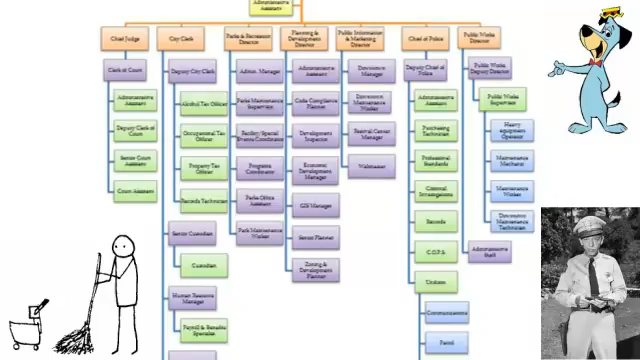 Administrative
Assistant
Chief Judge
City Clerk
Parks & Recreation
Director
Planning &
Development
Director
Public Information
& Marketing
Director
Chief of Police
Public Works
Director
Clerk of Court
Administrative
Assistant
Deputy Clerk of
Court
Senior Court
Assistant
Court Assistant
Deputy City Clerk
Alcohol Tax Officer
Occupational Tax
Officer
Property Tax
Officer
Records Technician
Senior Custodian
Custodian
Human Resource
Manager
Payroll & Benefits
Specialist
Admin. Manager
Parks Maintenance
Supervisor
Facility/Special
Events Coordinator
Programs
Coordinator
Parks Office
Assistant
Park Maintenance
Worker
Administrative
Assistant
Code Compliance
Planner
Development
Inspector
Economic
Development
Manager
GIS Manager
Senior Planner
Zoning &
Development
Planner
Downtown
Manager
Downtown
Maintenance
Worker
Center Manager
Webmaster
Deputy Chief of
Police
Administrative
Assistant
Purchasing
Technician
Professional
Standards
Criminal
Investigations
Records
C.O.P.S.
Uniform
Communications
Patrol
Public Works
Deputy Director
Public Works
Supervisor
Heavy
Equipment
Operator
Maintenance
Mechanic
Maintenance
Worker
Downtown
Maintenance
Technician
Administrative
Staff